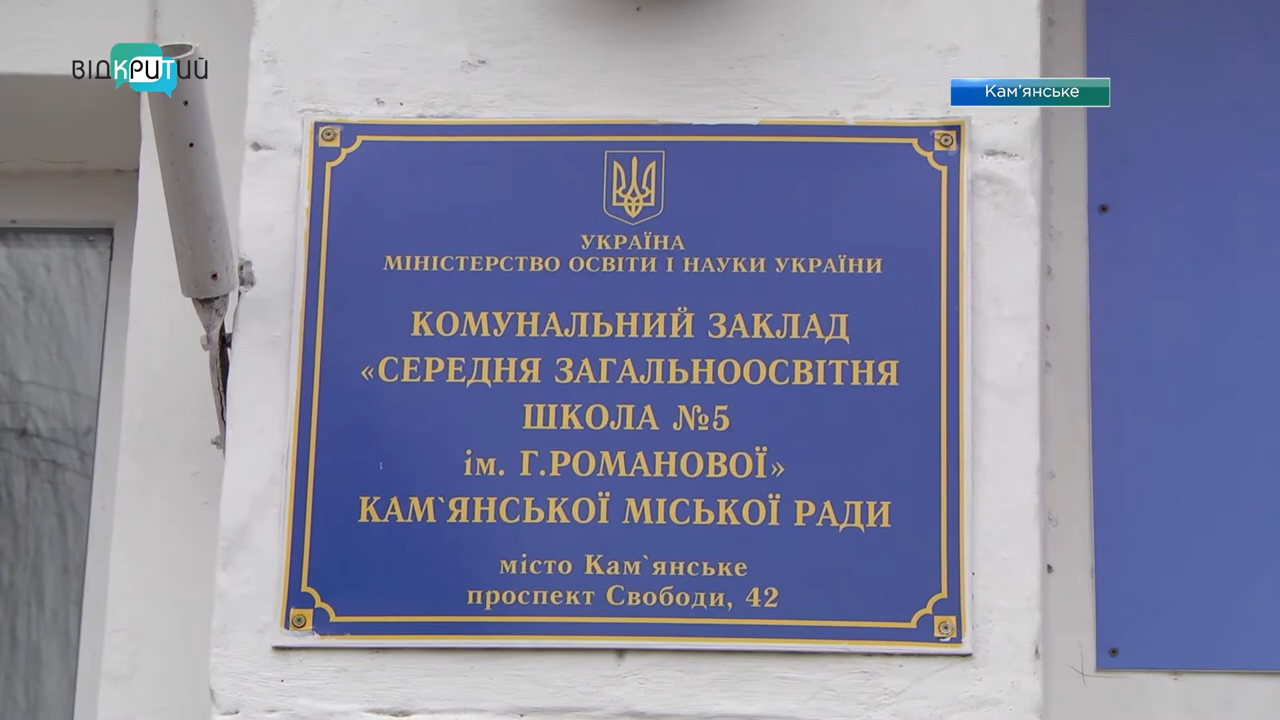 ВІДКРИТИЙ
Кам'янське
УКРАЇНА
МІНІСТЕРСТВО ОСВІТИ І НАУКИ УКРАЇНИ
КОМУНАЛЬНИЙ ЗАКЛАД
«СЕРЕДНЯ ЗАГАЛЬНООСВІТНЯ
ШКОЛА №5
ім. Г.РОМАНОВОЇ»
КАМ`ЯНСЬКОЇ МІСЬКОЇ РАДИ
місто Кам`янське
проспект Свободи, 42